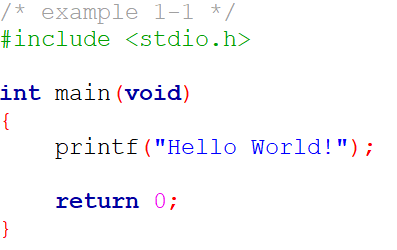 /* example 1-1 */
#include <stdio.h>

int main(void)
{
    printf("Hello World!");

    return 0;
}